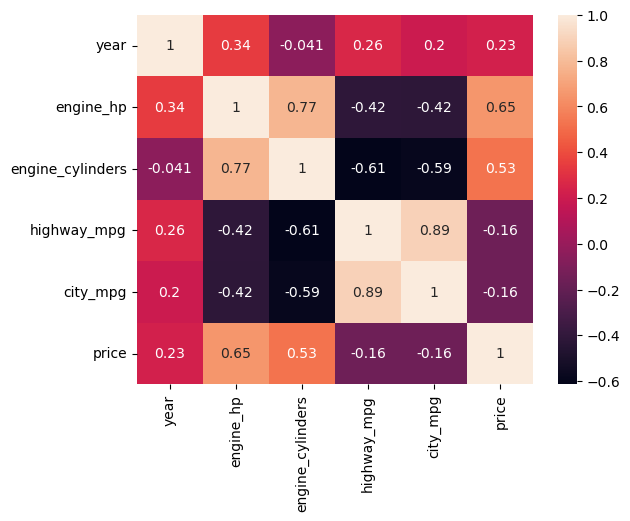 year 1 0.34 -0.041 0.26 0.2 0.23
engine_hp 0.34 1 0.77 -0.42 -0.42 0.65
engine_cylinders -0.041 0.77 1 -0.61 -0.59 0.53
highway_mpg 0.26 -0.42 -0.61 1 0.89 -0.16
city_mpg 0.2 -0.42 -0.59 0.89 1 -0.16
price 0.23 0.65 0.53 -0.16 -0.16 1
year
engine_hp
engine_cylinders
highway_mpg
city_mpg
price
1.0
0.8
0.6
0.4
0.2
0.0
−0.2
−0.4
−0.6